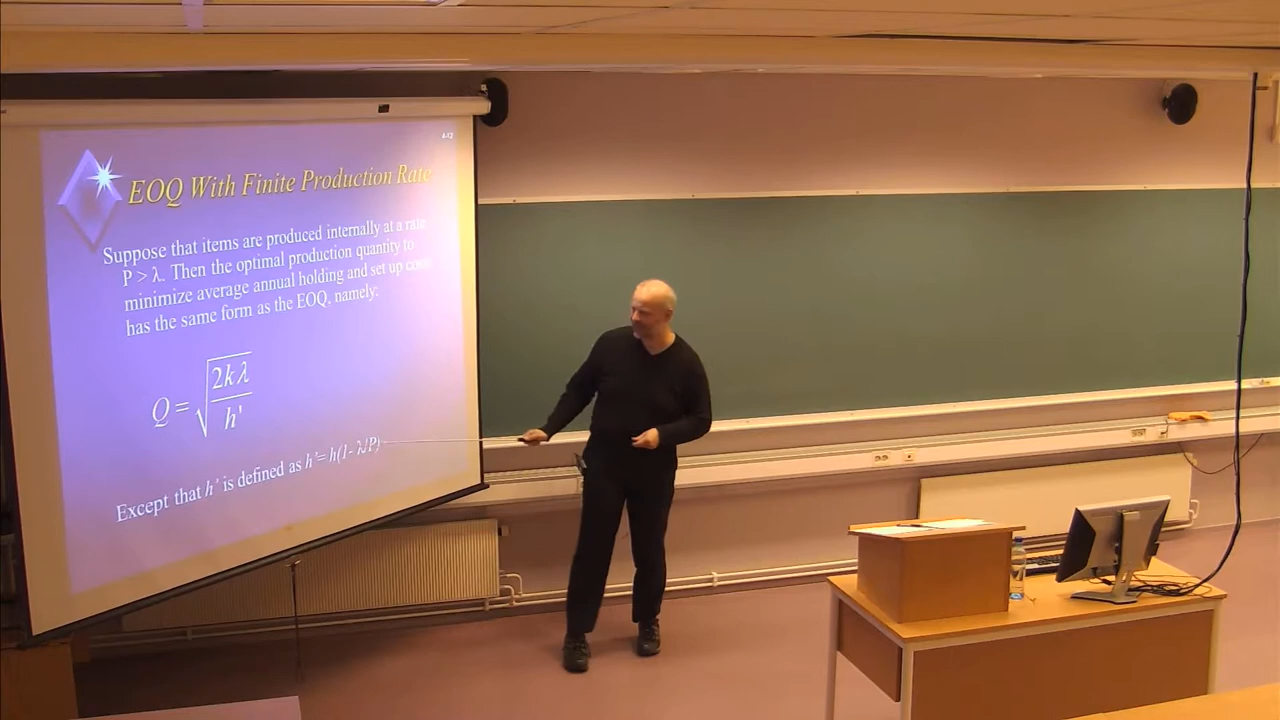 4-12
EOQ With Finite Production Rate
Suppose that items are produced internally at a rate
P > λ. Then the optimal production quantity to
minimize average annual holding and set up
has the same form as the EOQ, namely:
Q = √(2kλ / h')
Except that h' is defined as h'= h(1- λ/P)